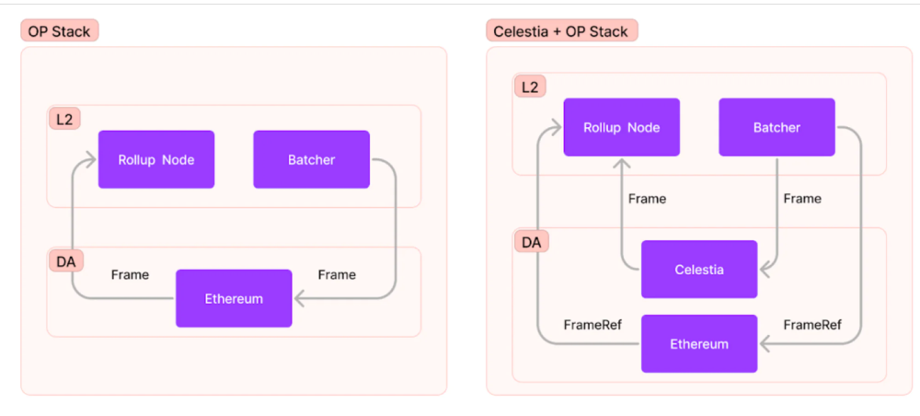 OP Stack
L2
Rollup Node
Batcher
DA
Frame
Frame
Ethereum
Celestia + OP Stack
L2
Rollup Node
Batcher
Frame
Frame
DA
Celestia
FrameRef
FrameRef
Ethereum